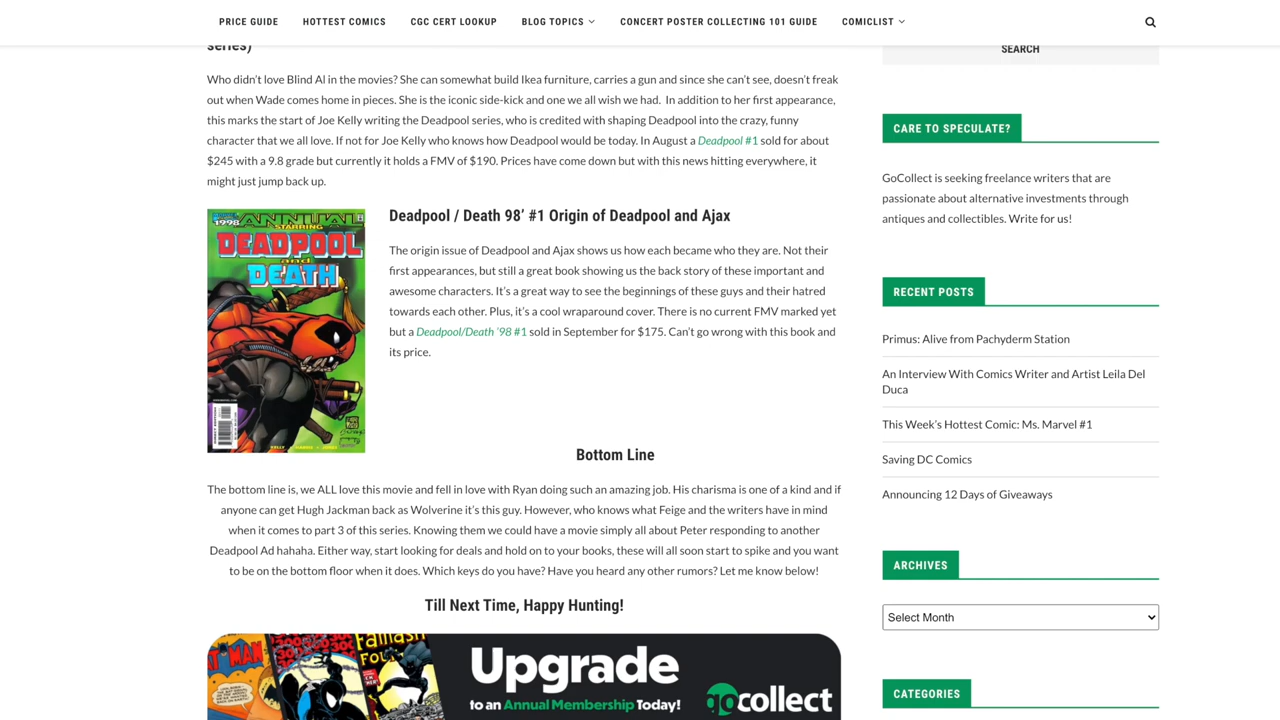 PRICE GUIDE
HOTTEST COMICS
CGC CERT LOOKUP
BLOG TOPICS
CONCERT POSTER COLLECTING 101 GUIDE
COMICLIST
series)
Who didn’t love Blind Al in the movies? She can somewhat build Ikea furniture, carries a gun and since she can’t see, doesn’t freak
out when Wade comes home in pieces. She is the iconic side-kick and one we all wish we had. In addition to her first appearance,
this marks the start of Joe Kelly writing the Deadpool series, who is credited with shaping Deadpool into the crazy, funny
character that we all love. If not for Joe Kelly who knows how Deadpool would be today. In August a Deadpool #1 sold for about
$245 with a 9.8 grade but currently it holds a FMV of $190. Prices have come down but with this news hitting everywhere, it
might just jump back up.
1998
ANNUAL
STARRING
DEADPOOL
and
DEATH
Deadpool / Death 98’ #1 Origin of Deadpool and Ajax
The origin issue of Deadpool and Ajax shows us how each became who they are. Not their
first appearances, but still a great book showing us the back story of these important and
awesome characters. It’s a great way to see the beginnings of these guys and their hatred
towards each other. Plus, it’s a cool wraparound cover. There is no current FMV marked yet
but a Deadpool/Death ’98 #1 sold in September for $175. Can’t go wrong with this book and
its price.
Bottom Line
The bottom line is, we ALL love this movie and fell in love with Ryan doing such an amazing job. His charisma is one of a kind and if
anyone can get Hugh Jackman back as Wolverine it’s this guy. However, who knows what Feige and the writers have in mind
when it comes to part 3 of this series. Knowing them we could have a movie simply all about Peter responding to another
Deadpool Ad hahaha. Either way, start looking for deals and hold on to your books, these will all soon start to spike and you want
to be on the bottom floor when it does. Which keys do you have? Have you heard any other rumors? Let me know below!
Till Next Time, Happy Hunting!
BATMAN
Upgrade
to an Annual Membership Today!
gocollect
SEARCH
CARE TO SPECULATE?
GoCollect is seeking freelance writers that are
passionate about alternative investments through
antiques and collectibles. Write for us!
RECENT POSTS
Primus: Alive from Pachyderm Station
An Interview With Comics Writer and Artist Leila Del
Duca
This Week’s Hottest Comic: Ms. Marvel #1
Saving DC Comics
Announcing 12 Days of Giveaways
ARCHIVES
Select Month
CATEGORIES